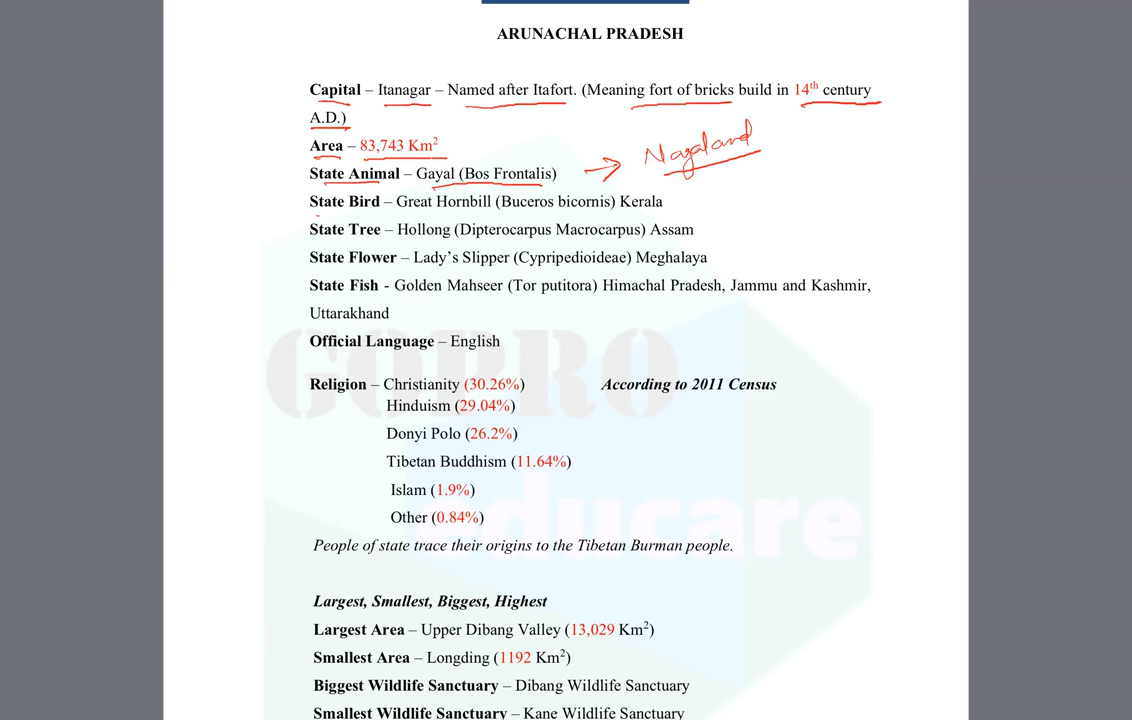 ARUNACHAL PRADESH
Capital – Itanagar – Named after Itafort. (Meaning fort of bricks build in 14th century
A.D.)
Area – 83,743 Km²
Nagaland
State Animal – Gayal (Bos Frontalis)
State Bird – Great Hornbill (Buceros bicornis) Kerala
State Tree – Hollong (Dipterocarpus Macrocarpus) Assam
State Flower – Lady’s Slipper (Cypripedioideae) Meghalaya
State Fish - Golden Mahseer (Tor putitora) Himachal Pradesh, Jammu and Kashmir,
Uttarakhand
Official Language – English
GOPRO
Religion – Christianity (30.26%) According to 2011 Census
Hinduism (29.04%)
Donyi Polo (26.2%)
Tibetan Buddhism (11.64%)
Islam (1.9%)
Other (0.84%)
educare
People of state trace their origins to the Tibetan Burman people.
Largest, Smallest, Biggest, Highest
Largest Area – Upper Dibang Valley (13,029 Km²)
Smallest Area – Longding (1192 Km²)
Biggest Wildlife Sanctuary – Dibang Wildlife Sanctuary
Smallest Wildlife Sanctuary – Kane Wildlife Sanctuary